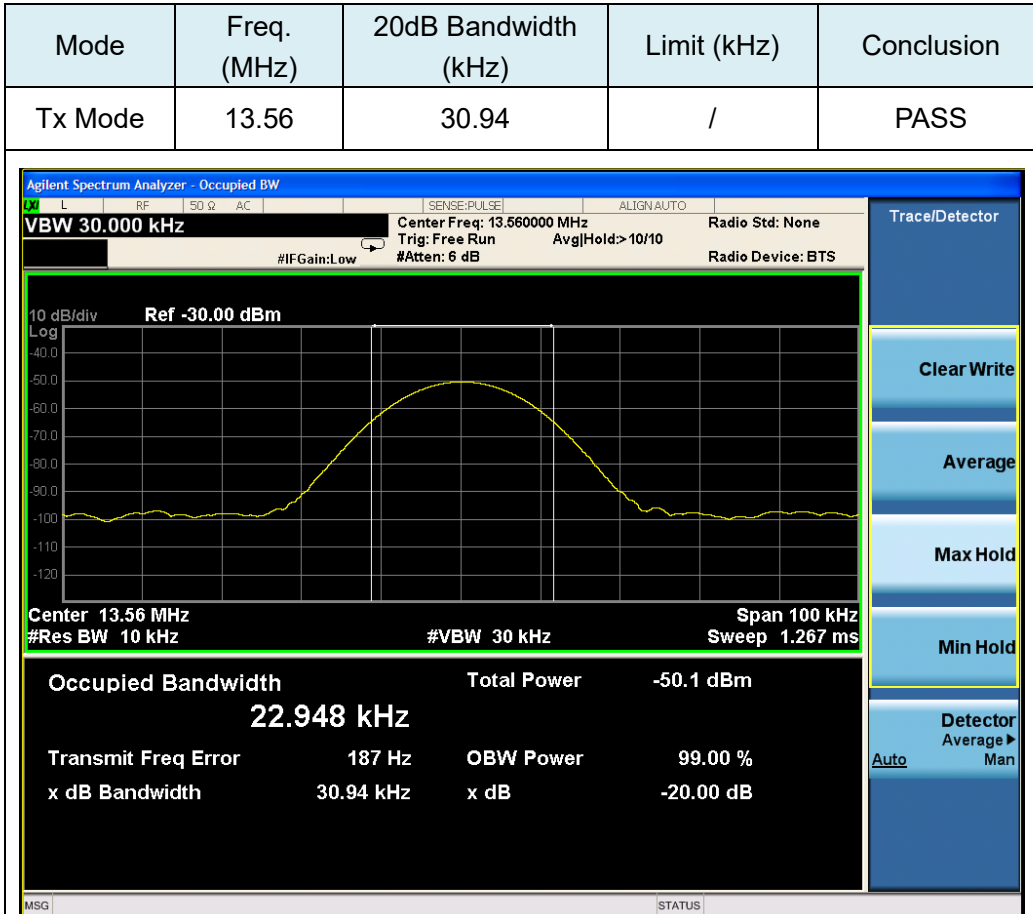 Mode Freq. (MHz) 20dB Bandwidth (kHz) Limit (kHz) Conclusion
Tx Mode 13.56 30.94 / PASS
Agilent Spectrum Analyzer - Occupied BW
LXI L RF 50 Ω AC SENSE:PULSE ALIGN AUTO
VBW 30.000 kHz Center Freq: 13.560000 MHz Radio Std: None
Trig: Free Run Avg|Hold:> 10/10
#IFGain:Low #Atten: 6 dB Radio Device: BTS
10 dB/div Ref -30.00 dBm
Log
-40.0
-50.0
-60.0
-70.0
-80.0
-90.0
-100
-110
-120
Center 13.56 MHz Span 100 kHz
#Res BW 10 kHz #VBW 30 kHz Sweep 1.267 ms
Occupied Bandwidth Total Power -50.1 dBm
22.948 kHz
Transmit Freq Error 187 Hz OBW Power 99.00 %
x dB Bandwidth 30.94 kHz x dB -20.00 dB
Trace/Detector
Clear Write
Average
Max Hold
Min Hold
Detector
Average
Auto Man
MSG STATUS